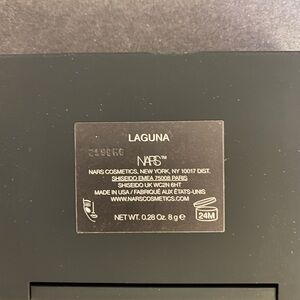 LAGUNA
NARS™
NARS COSMETICS, NEW YORK, NY 10017 DIST.
SHISEIDO EMEA 75008 PARIS
SHISEIDO UK WC2N 6HT
MADE IN USA / FABRIQUÉ AUX ÉTATS-UNIS
WWW.NARSCOSMETICS.COM
NET WT. 0.28 Oz. 8 g ℮
24M